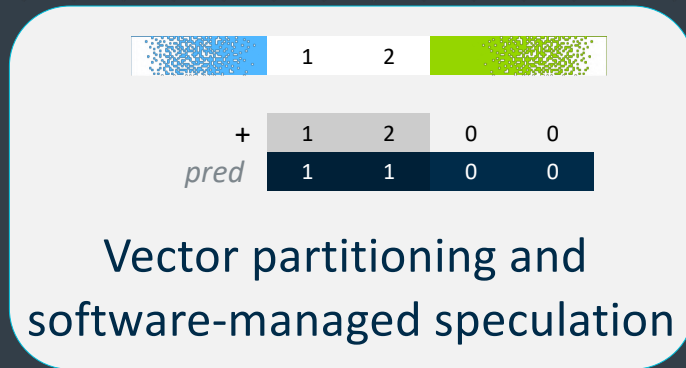 1 2
+ 1 2 0 0
pred 1 1 0 0
Vector partitioning and
software-managed speculation